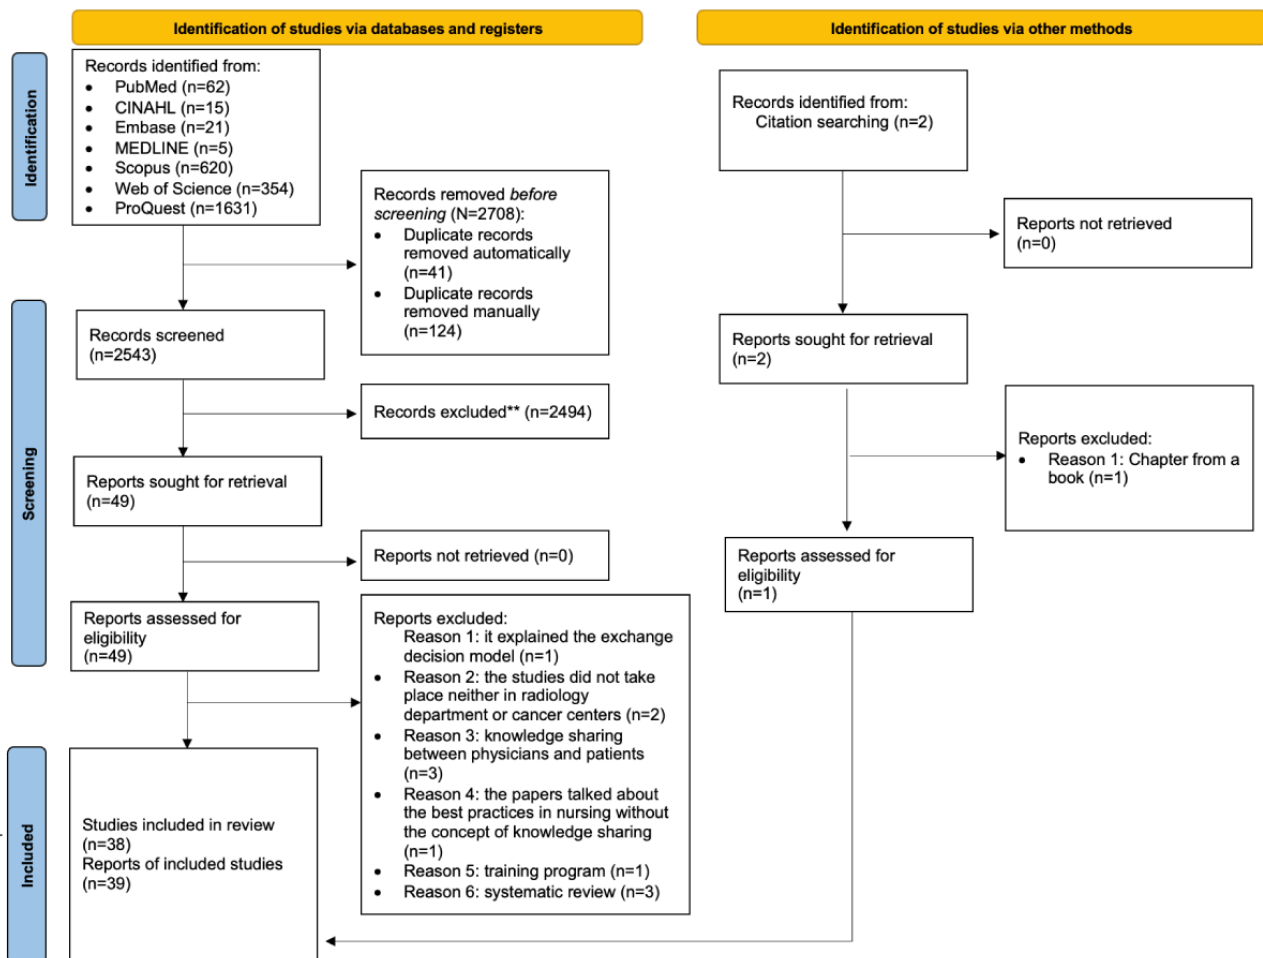 Identification of studies via databases and registers
Identification of studies via other methods
Identification
Records identified from:
• PubMed (n=62)
• CINAHL (n=15)
• Embase (n=21)
• MEDLINE (n=5)
• Scopus (n=620)
• Web of Science (n=354)
• ProQuest (n=1631)
Records removed before
screening (N=2708):
• Duplicate records
removed automatically
(n=41)
• Duplicate records
removed manually
(n=124)
Records identified from:
Citation searching (n=2)
Reports not retrieved
(n=0)
Screening
Records screened
(n=2543)
Records excluded** (n=2494)
Reports sought for retrieval
(n=49)
Reports not retrieved (n=0)
Reports assessed for
eligibility
(n=49)
Reports excluded:
Reason 1: it explained the exchange
decision model (n=1)
• Reason 2: the studies did not take
place neither in radiology
department or cancer centers (n=2)
• Reason 3: knowledge sharing
between physicians and patients
(n=3)
• Reason 4: the papers talked about
the best practices in nursing without
the concept of knowledge sharing
(n=1)
• Reason 5: training program (n=1)
• Reason 6: systematic review (n=3)
Reports sought for retrieval
(n=2)
Reports excluded:
• Reason 1: Chapter from a
book (n=1)
Reports assessed for
eligibility
(n=1)
Included
Studies included in review
(n=38)
Reports of included studies
(n=39)